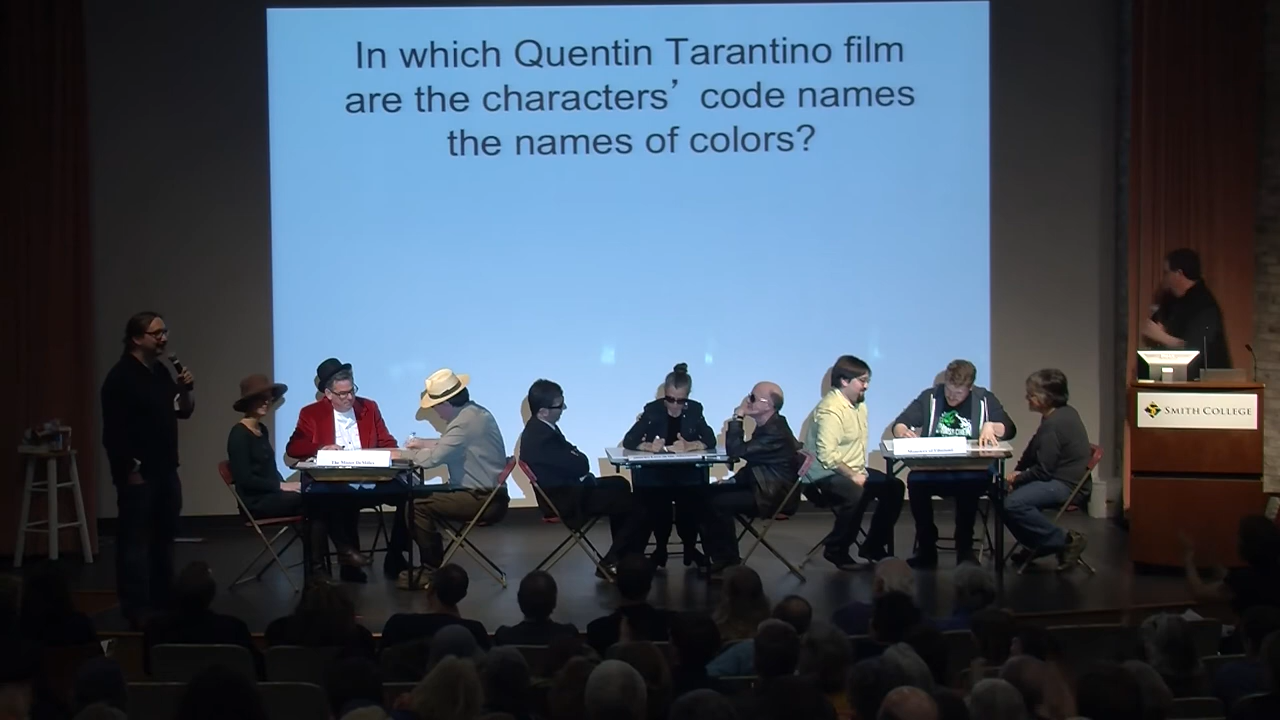 In which Quentin Tarantino film
are the characters’ code names
the names of colors?
SMITH COLLEGE